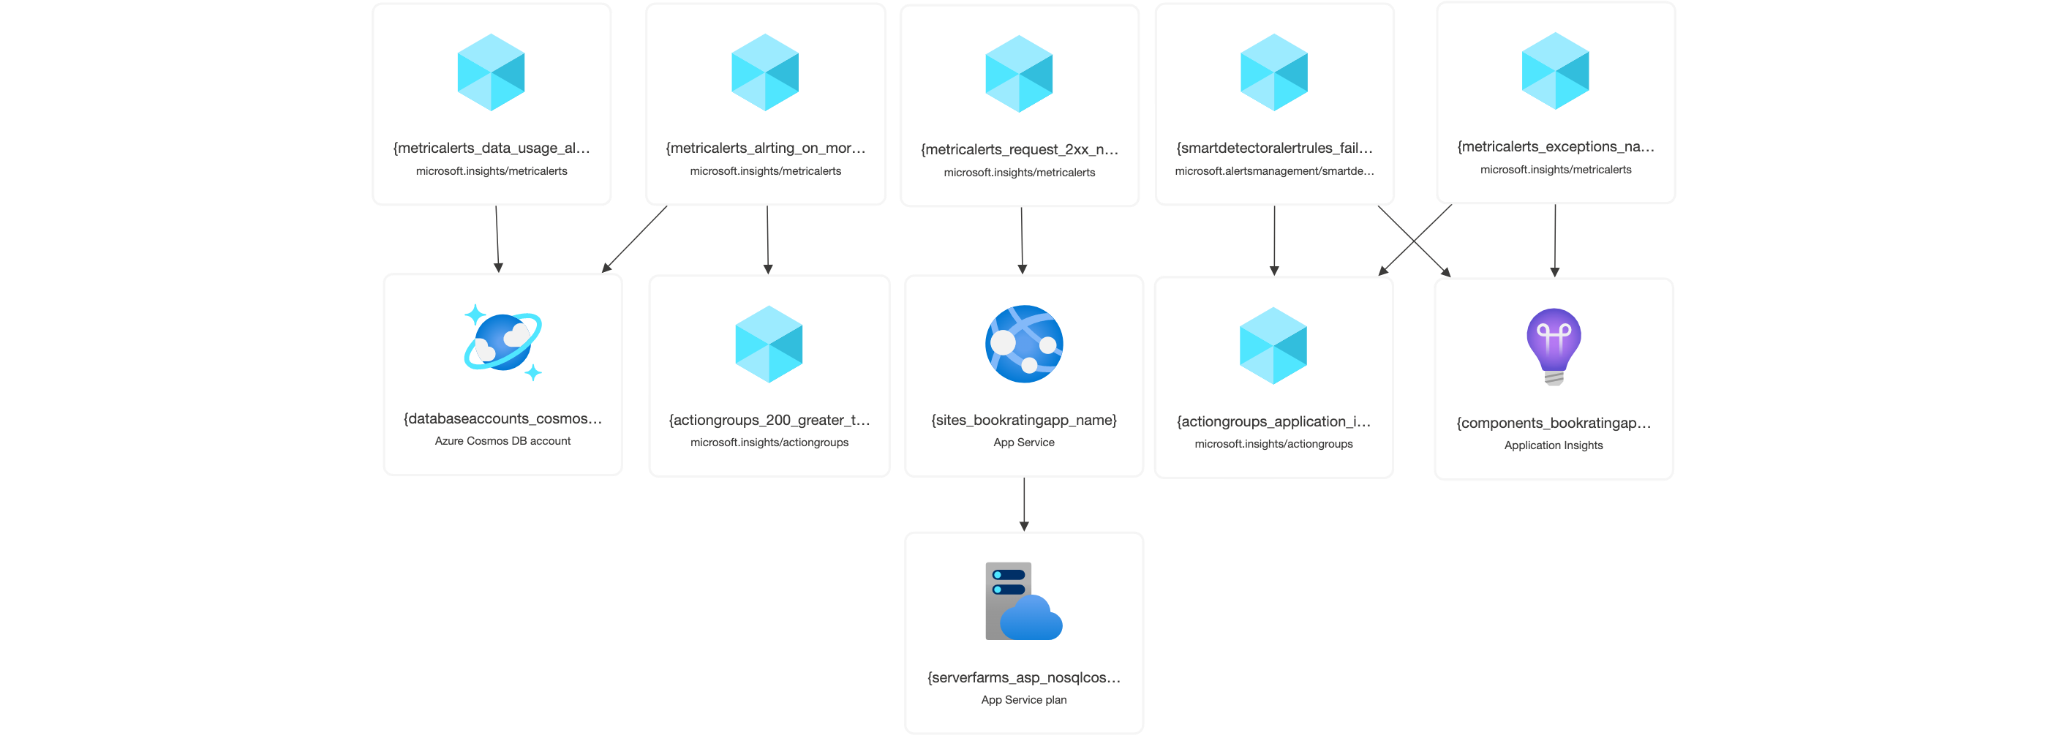 {metricalerts_data_usage_al...
microsoft.insights/metricalerts
{metricalerts_alrting_on_mor...
microsoft.insights/metricalerts
{metricalerts_request_2xx_n...
microsoft.insights/metricalerts
{smartdetectoralertrules_fail...
microsoft.alertsmanagement/smartde...
{metricalerts_exceptions_na...
microsoft.insights/metricalerts
{databaseaccounts_cosmos...
Azure Cosmos DB account
{actiongroups_200_greater_t...
microsoft.insights/actiongroups
{sites_bookratingapp_name}
App Service
{actiongroups_application_i...
microsoft.insights/actiongroups
{components_bookratingap...
Application Insights
{serverfarms_asp_nosqlcos...
App Service plan